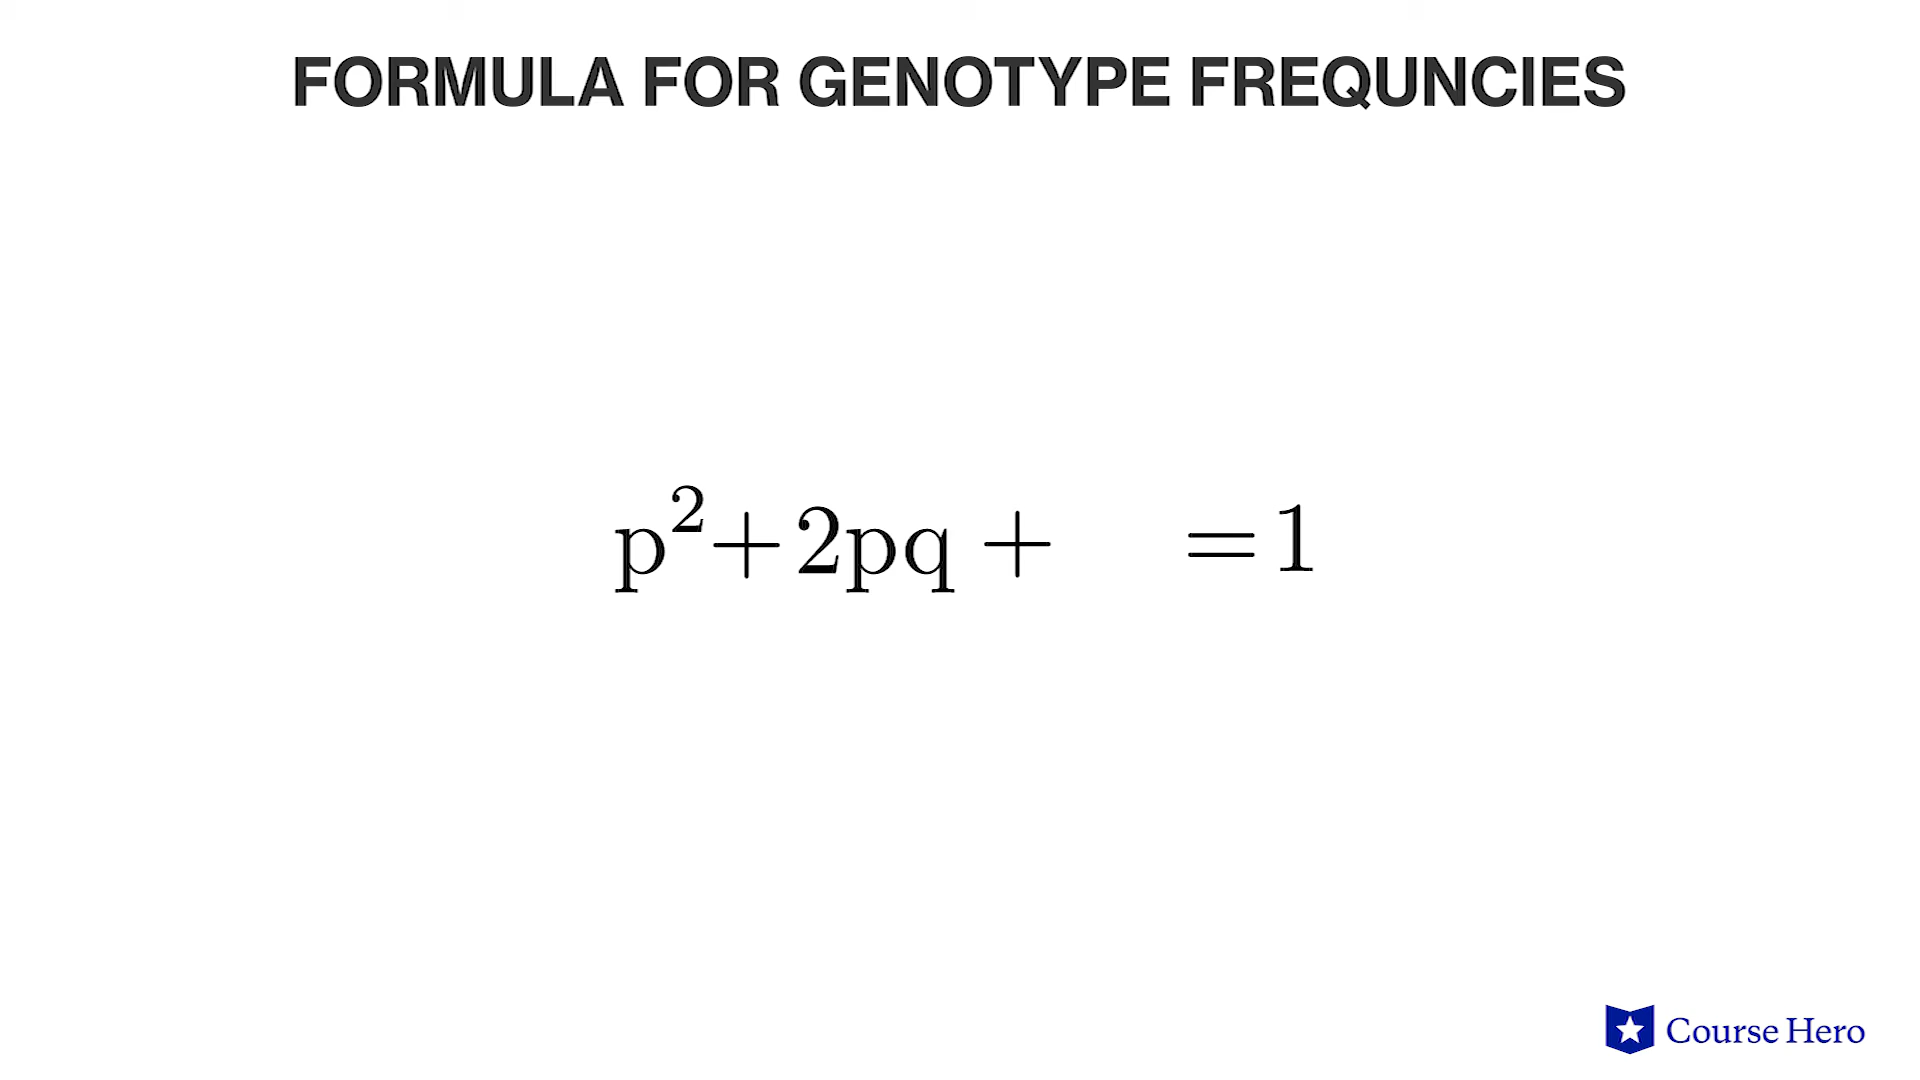 FORMULA FOR GENOTYPE FREQUNCIES
p²+2pq + =1
Course Hero